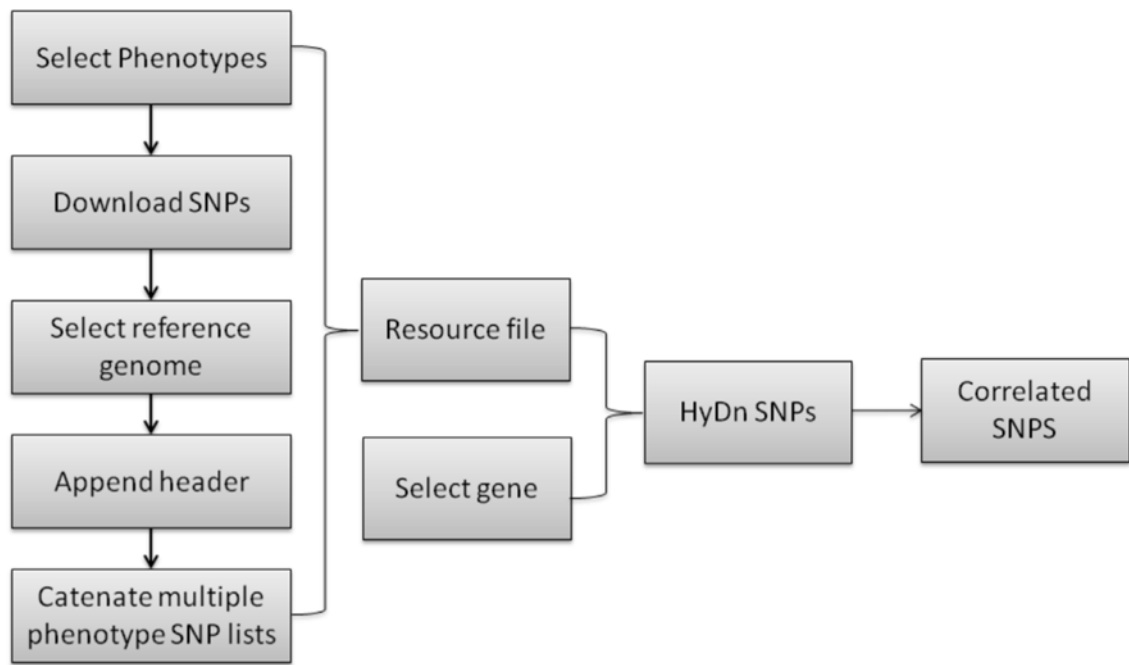 Select Phenotypes
Download SNPs
Select reference
genome
Append header
Catenate multiple
phenotype SNP lists
Resource file
Select gene
HyDn SNPs
Correlated
SNPS